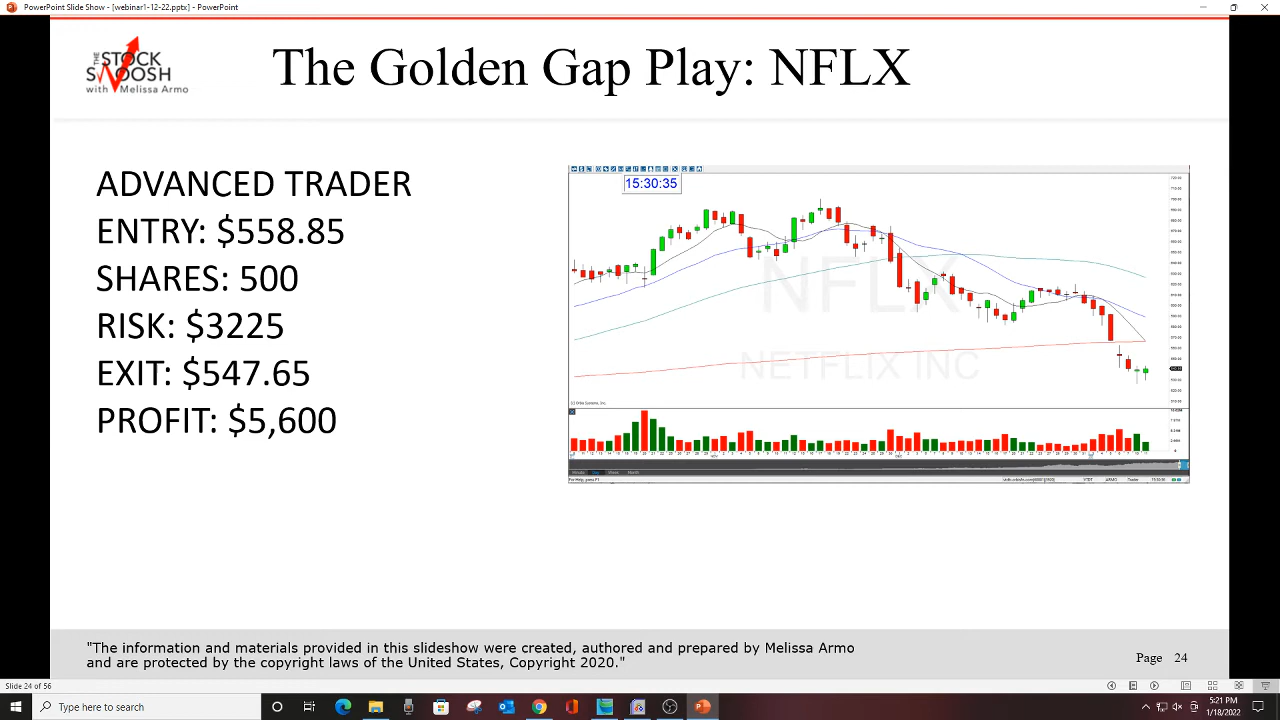 PowerPoint Slide Show - [webinar1-12-22.pptx] - PowerPoint
THE
STOCK
SWOOSH
with Melissa Armo
The Golden Gap Play: NFLX
ADVANCED TRADER
ENTRY: $558.85
SHARES: 500
RISK: $3225
EXIT: $547.65
PROFIT: $5,600
15:30:35
NFLX
NETFLIX INC
"The information and materials provided in this slideshow were created, authored and prepared by Melissa Armo
and are protected by the copyright laws of the United States, Copyright 2020."
Page 24
Slide 24 of 56
Type here to search
5:21 PM
1/18/2022